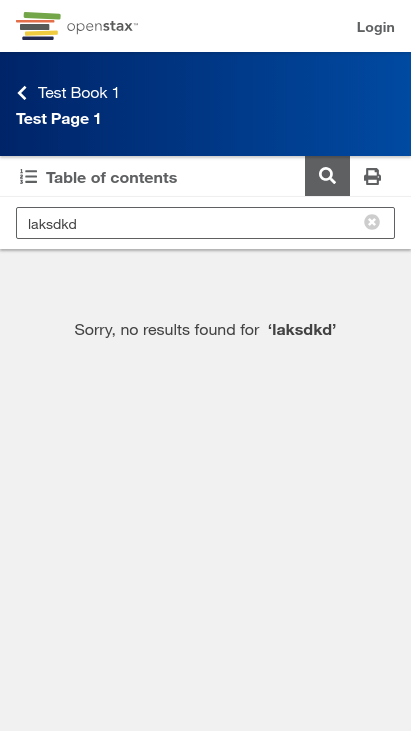 openstax™
Login
Test Book 1
Test Page 1
Table of contents
laksdkd
Sorry, no results found for ‘laksdkd’